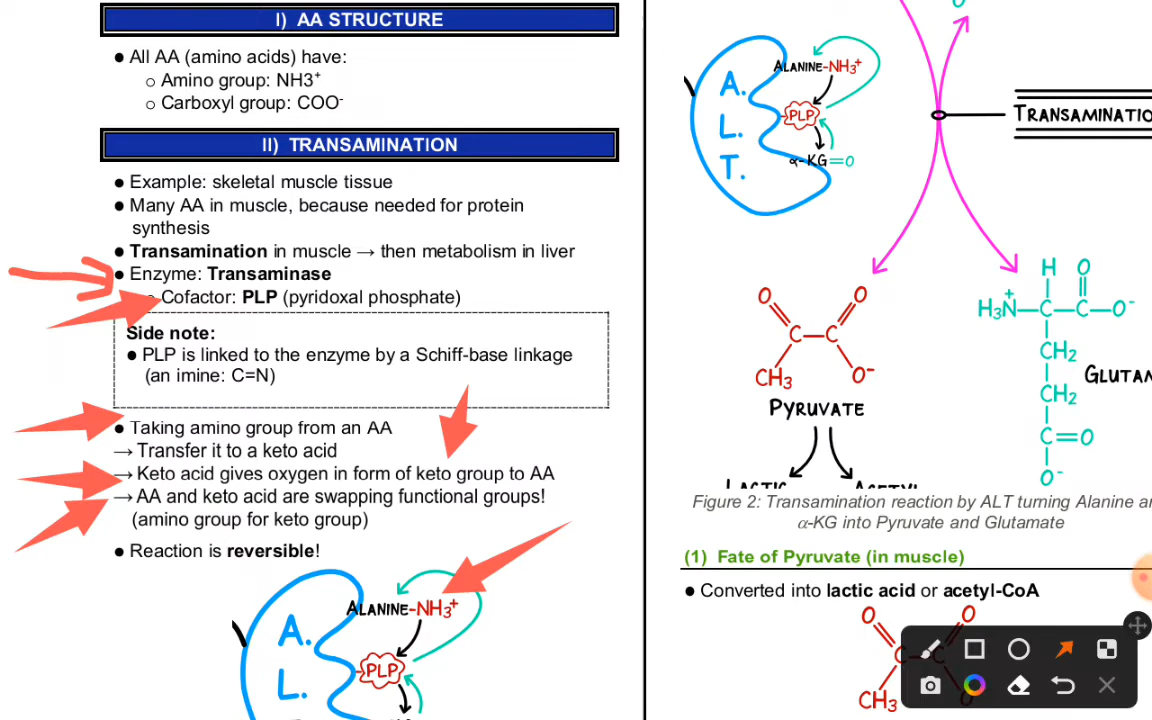 I) AA STRUCTURE
● All AA (amino acids) have:
o Amino group: NH3⁺
o Carboxyl group: COO⁻
II) TRANSAMINATION
● Example: skeletal muscle tissue
● Many AA in muscle, because needed for protein
synthesis
● Transamination in muscle → then metabolism in liver
● Enzyme: Transaminase
Cofactor: PLP (pyridoxal phosphate)
Side note:
● PLP is linked to the enzyme by a Schiff-base linkage
(an imine: C=N)
● Taking amino group from an AA
→ Transfer it to a keto acid
→ Keto acid gives oxygen in form of keto group to AA
→ AA and keto acid are swapping functional groups!
(amino group for keto group)
● Reaction is reversible!
ALANINE-NH3⁺
A.
PLP
L.
ALANINE-NH3⁺
A.
PLP
L.
α-KG=O
T.
TRANSAMINATIO
O
O
C-C
CH3
O⁻
PYRUVATE
H
O
H3N⁺-C-C-O⁻
CH2
CH2
C=O
O⁻
GLUTAN
LACTIC
ACETYL
Figure 2: Transamination reaction by ALT turning Alanine an
α-KG into Pyruvate and Glutamate
(1) Fate of Pyruvate (in muscle)
● Converted into lactic acid or acetyl-CoA
O
O
C
CH3